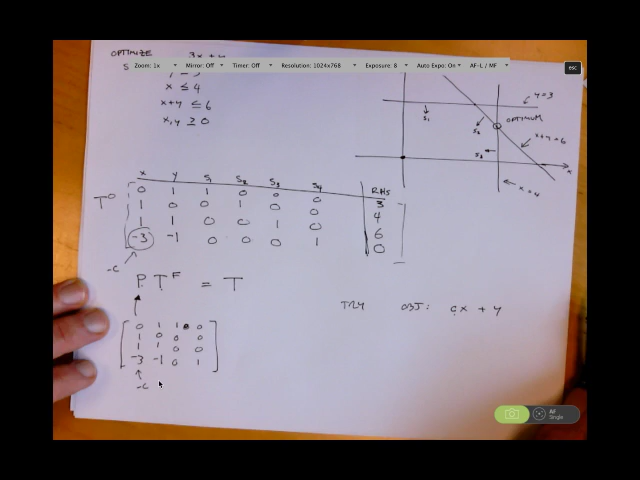 OPTIMIZE 3x + y
Zoom: 1x Mirror: Off Timer: Off Resolution: 1024x768 Exposure: 8 Auto Expo: On AF-L / MF
esc
x ≤ 4
x+y ≤ 6
x,y ≥ 0
y=3
OPTIMUM
S1
S2
x+y=6
S3
x
x=4
x y S1 S2 S3 S4 RHS
T⁰
0 1 1 0 0 0 3
1 0 0 1 0 0 4
1 1 0 0 1 0 6
-3 -1 0 0 0 1 0
-c
P T^F = T
TRY OBJ: cx + y
0 1 1 0
1 0 0 0
1 1 0 0
-3 -1 0 1
-c
AF
Single